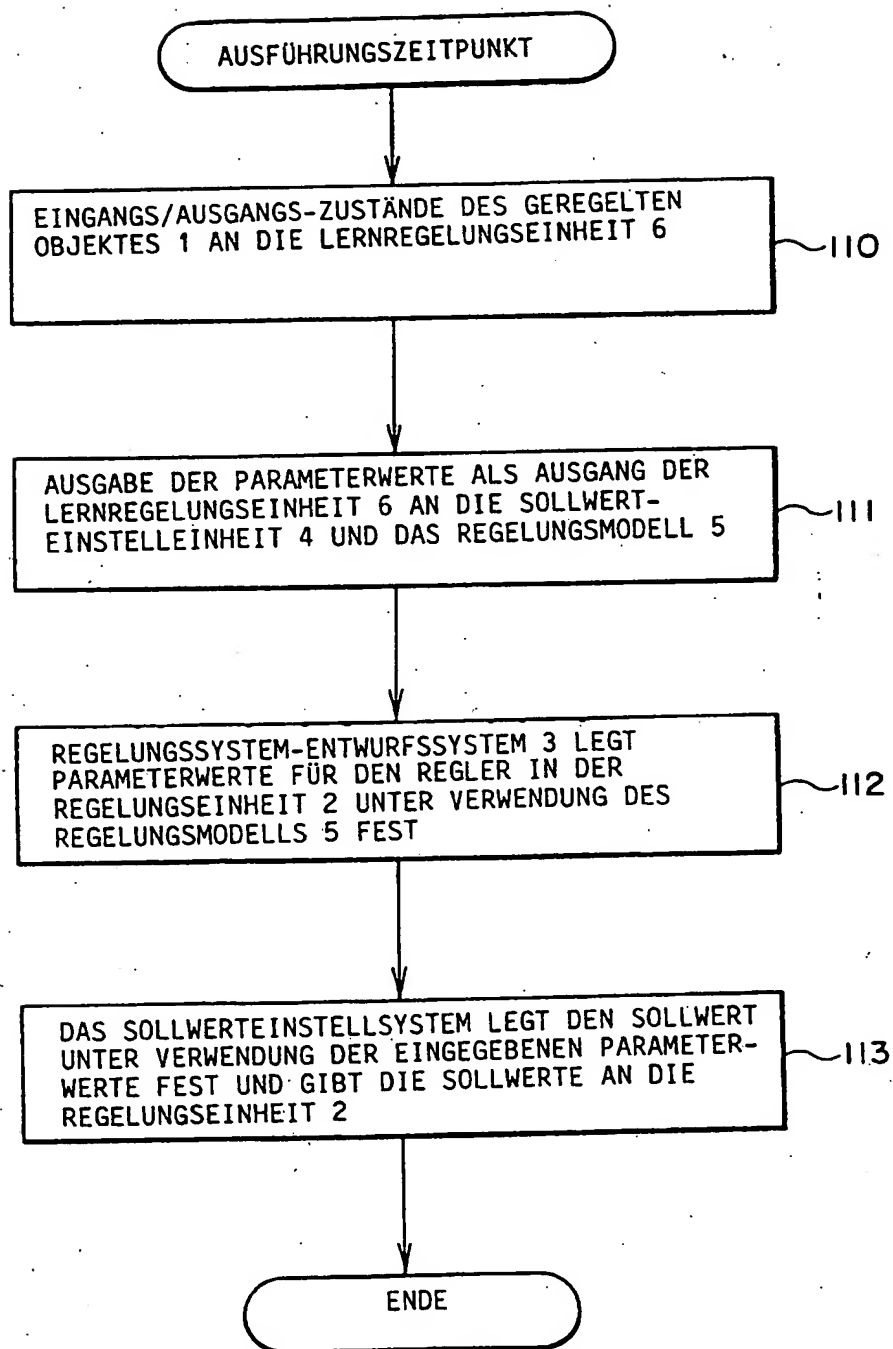 AUSFÜHRUNGSZEITPUNKT
EINGANGS/AUSGANGS-ZUSTÄNDE DES GEREGELTEN
OBJEKTES 1 AN DIE LERNREGELUNGSEINHEIT 6
110
AUSGABE DER PARAMETERWERTE ALS AUSGANG DER
LERNREGELUNGSEINHEIT 6 AN DIE SOLLWERT-
EINSTELLEINHEIT 4 UND DAS REGELUNGSMODELL 5
111
REGELUNGSSYSTEM-ENTWURFSSYSTEM 3 LEGT
PARAMETERWERTE FÜR DEN REGLER IN DER
REGELUNGSEINHEIT 2 UNTER VERWENDUNG DES
REGELUNGSMODELLS 5 FEST
112
DAS SOLLWERTEINSTELLSYSTEM LEGT DEN SOLLWERT
UNTER VERWENDUNG DER EINGEGEBENEN PARAMETER-
WERTE FEST UND GIBT DIE SOLLWERTE AN DIE
REGELUNGSEINHEIT 2
113
ENDE